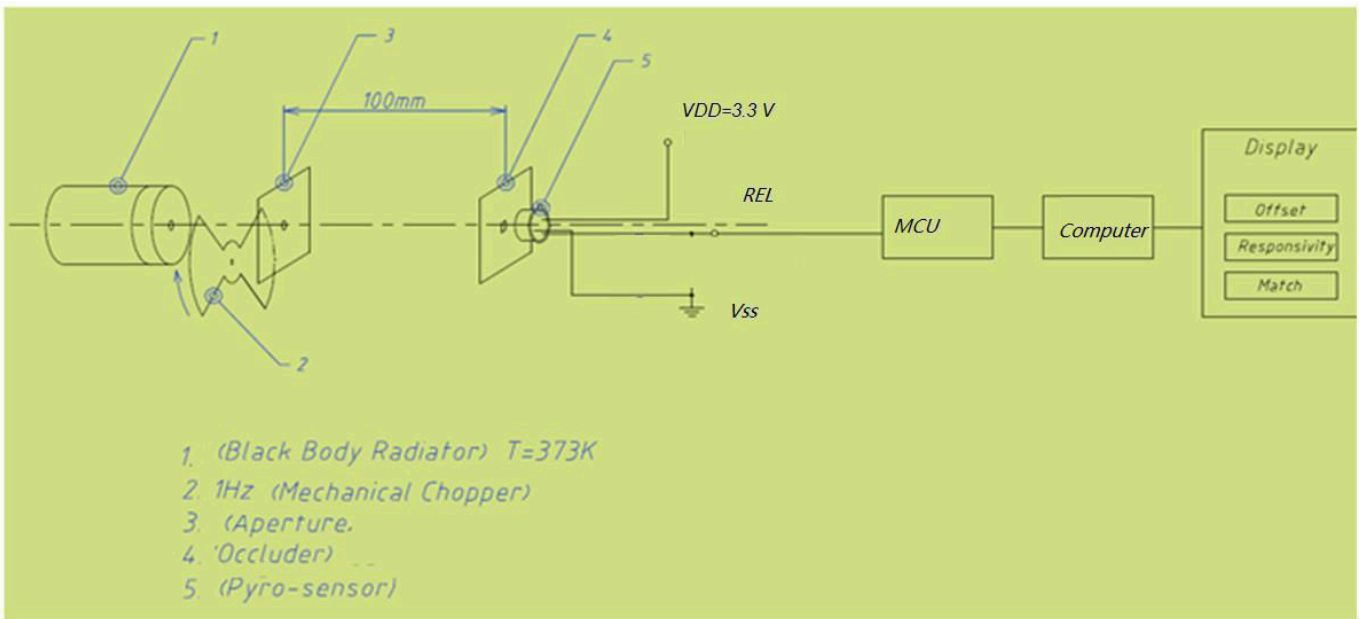 1
3
4
5
100mm
VDD=3.3 V
REL
MCU
Computer
Display
Offset
Responsivity
Match
Vss
2
1. (Black Body Radiator) T=373K
2. 1Hz (Mechanical Chopper)
3. (Aperture.
4. 'Occluder)
5. (Pyro-sensor)